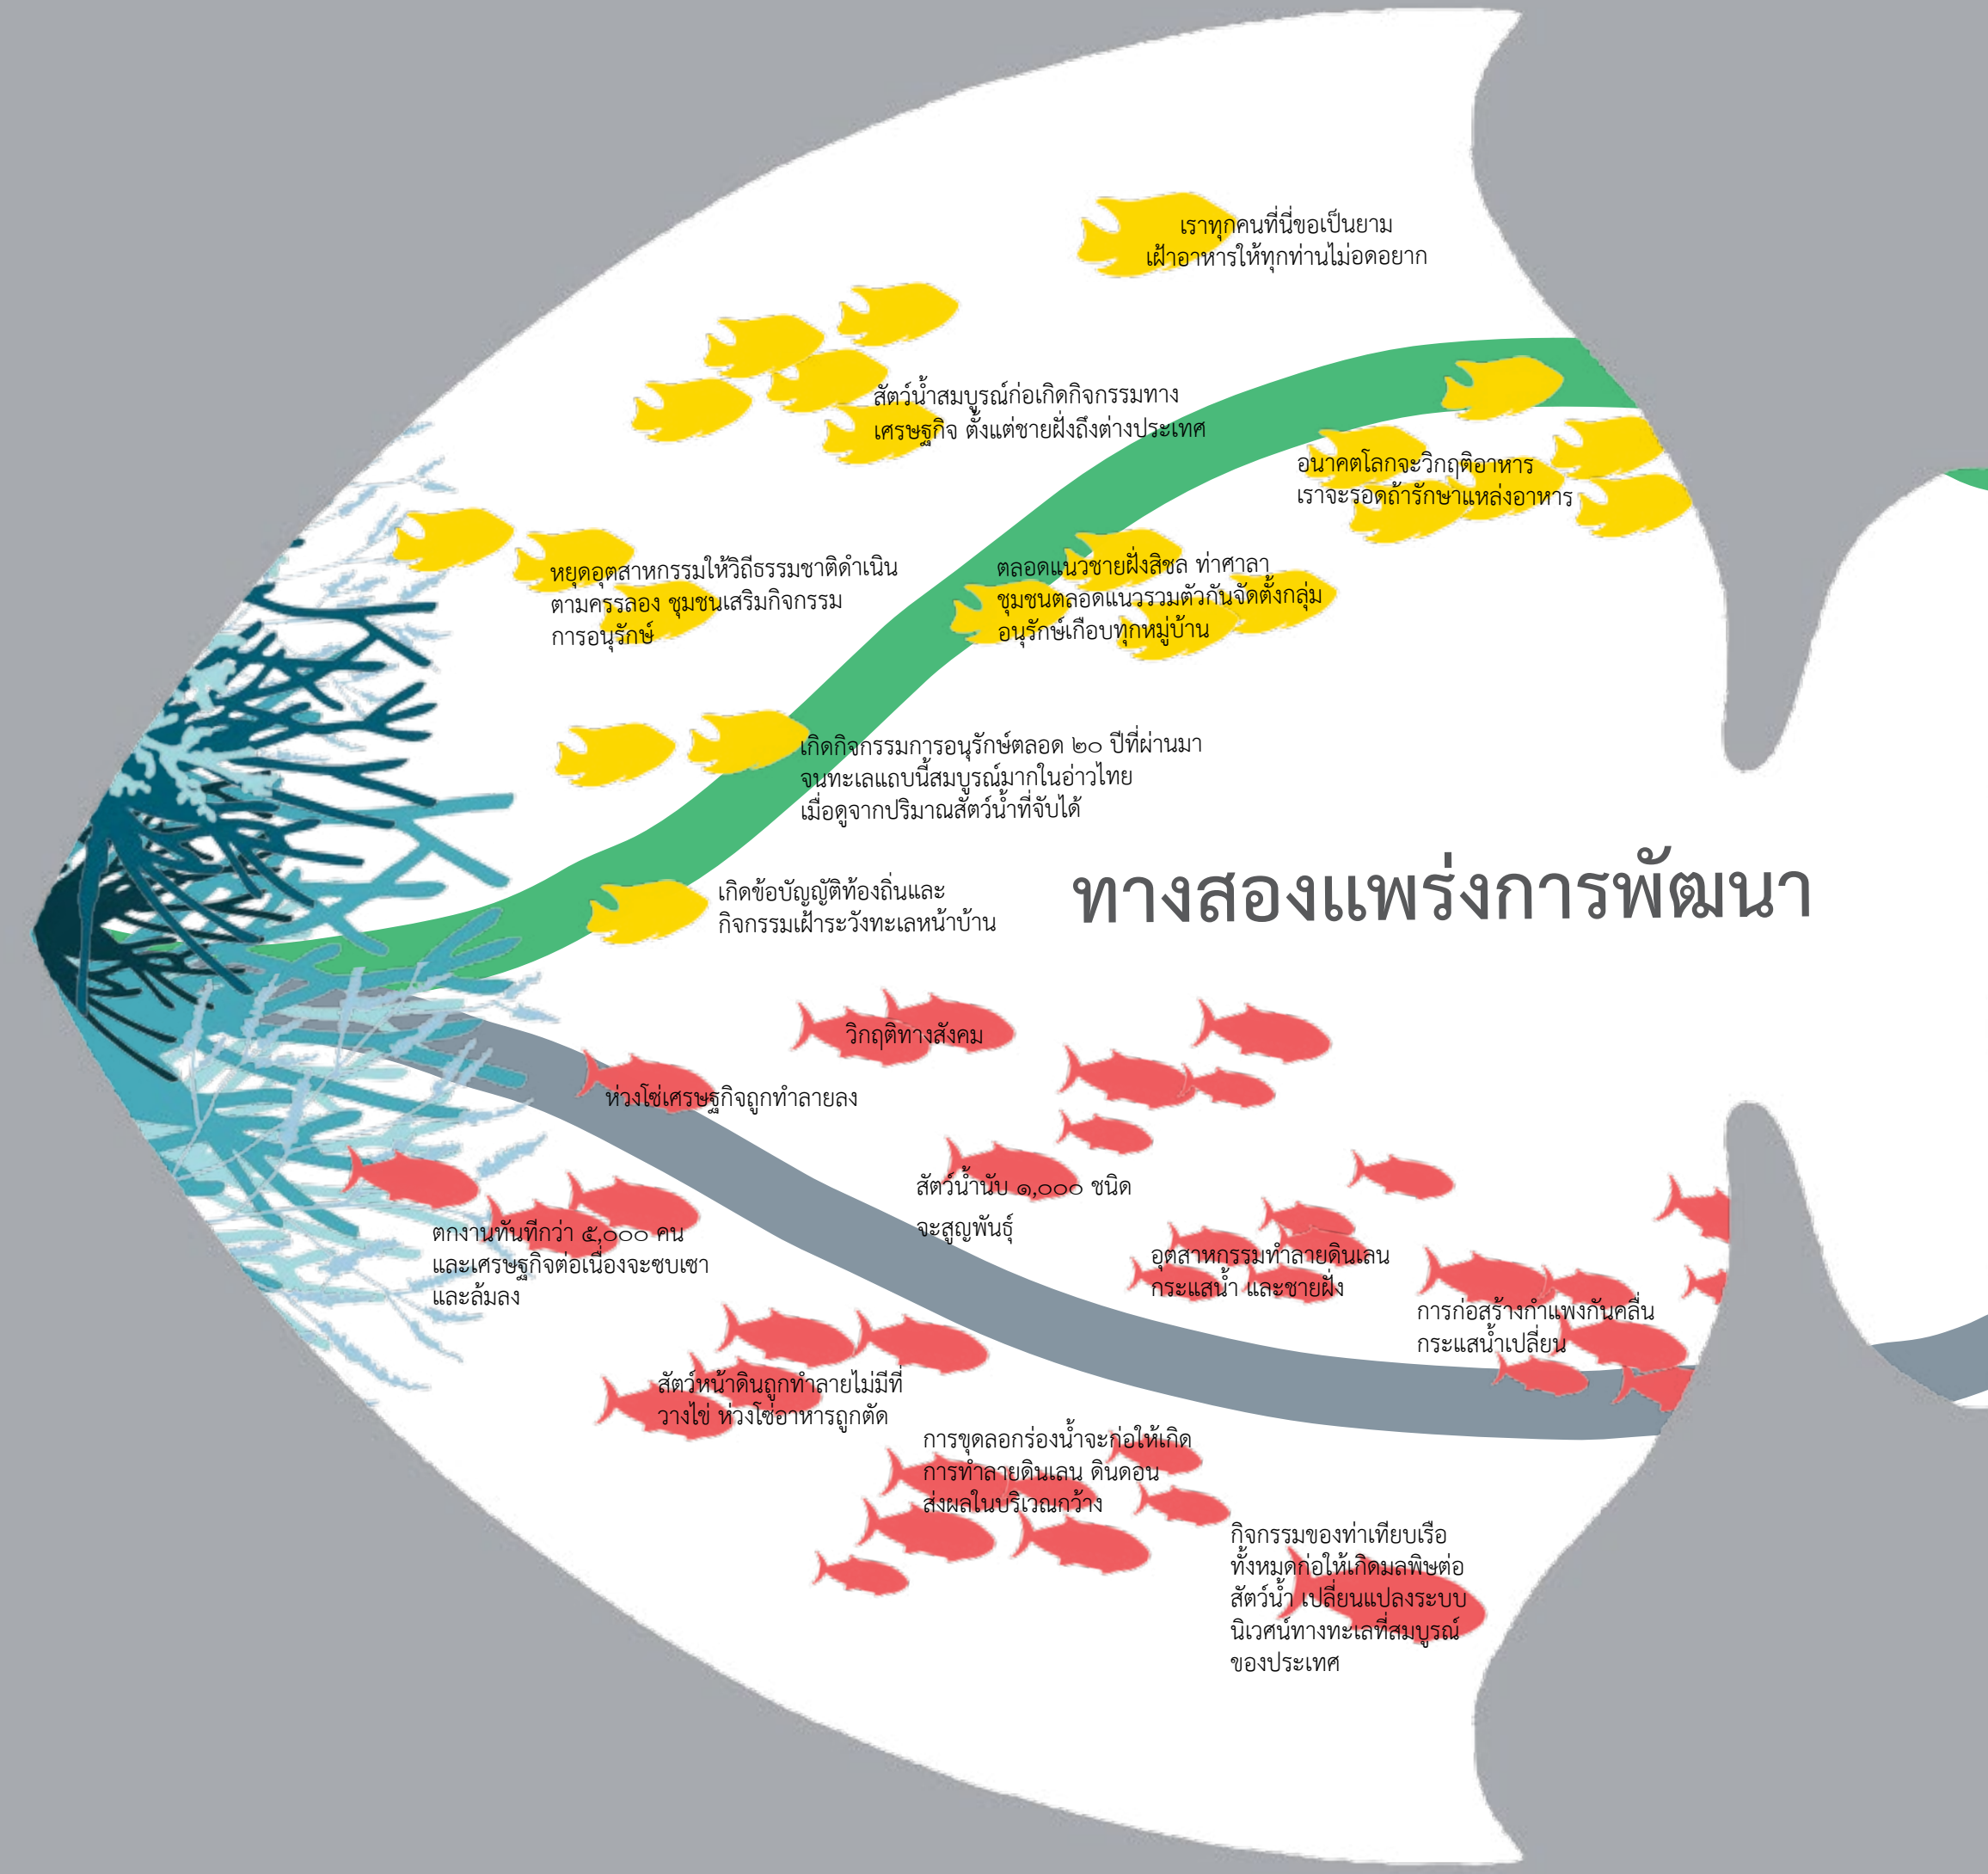 เราทุกคนที่นี่ขอเป็นยาม
เฝ้าอาหารให้ทุกท่านไม่อดอยาก
สัตว์น้ำสมบูรณ์ก่อเกิดกิจกรรมทาง
เศรษฐกิจ ตั้งแต่ชายฝั่งถึงต่างประเทศ
อนาคตโลกจะวิกฤติอาหาร
เราจะรอดถ้ารักษาแหล่งอาหาร
หยุดอุตสาหกรรมให้วิถีธรรมชาติดำเนิน
ตามครรลอง ชุมชนเสริมกิจกรรม
การอนุรักษ์
ตลอดแนวชายฝั่งสิชล ท่าศาลา
ชุมชนตลอดแนวรวมตัวกันจัดตั้งกลุ่ม
อนุรักษ์เกือบทุกหมู่บ้าน
เกิดกิจกรรมการอนุรักษ์ตลอด ๒๐ ปีที่ผ่านมา
จนทะเลแถบนี้สมบูรณ์มากในอ่าวไทย
เมื่อดูจากปริมาณสัตว์น้ำที่จับได้
เกิดข้อบัญญัติท้องถิ่นและ
กิจกรรมเฝ้าระวังทะเลหน้าบ้าน
ทางสองแพร่งการพัฒนา
วิกฤติทางสังคม
ห่วงโซ่เศรษฐกิจถูกทำลายลง
สัตว์น้ำนับ ๑,๐๐๐ ชนิด
จะสูญพันธุ์
ตกงานทันทีกว่า ๕,๐๐๐ คน
และเศรษฐกิจต่อเนื่องจะซบเซา
และล้มลง
อุตสาหกรรมทำลายดินเลน
กระแสน้ำ และชายฝั่ง
การก่อสร้างกำแพงกันคลื่น
กระแสน้ำเปลี่ยน
สัตว์หน้าดินถูกทำลายไม่มีที่
วางไข่ ห่วงโซ่อาหารถูกตัด
การขุดลอกร่องน้ำจะก่อให้เกิด
การทำลายดินเลน ดินดอน
ส่งผลในบริเวณกว้าง
กิจกรรมของท่าเทียบเรือ
ทั้งหมดก่อให้เกิดมลพิษต่อ
สัตว์น้ำ เปลี่ยนแปลงระบบ
นิเวศน์ทางทะเลที่สมบูรณ์
ของประเทศ